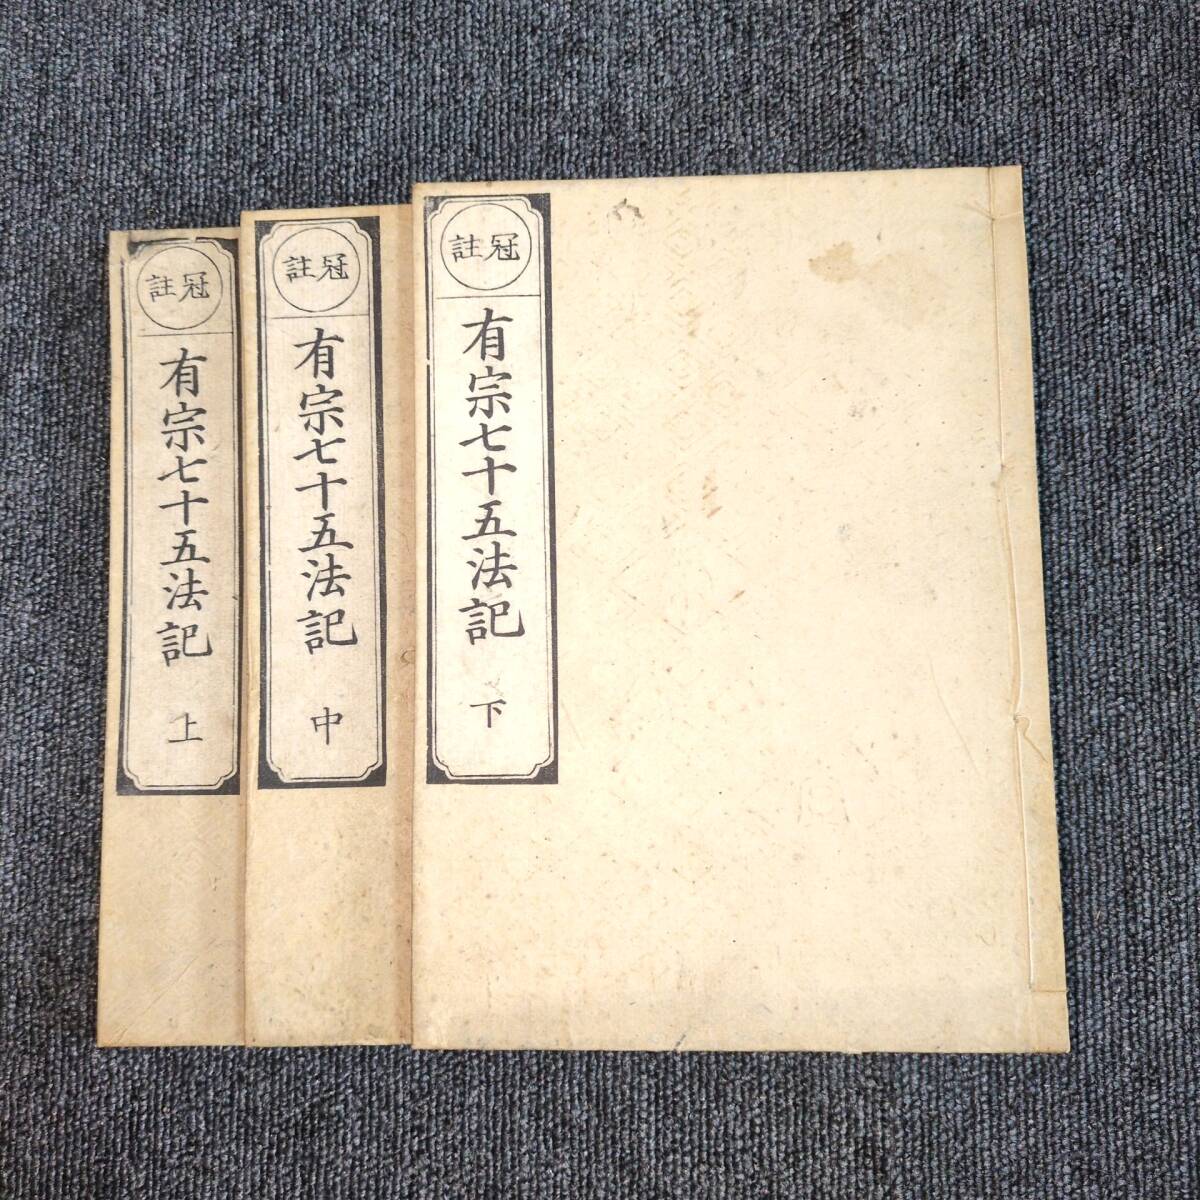 冠註
有宗七十五法記
下
冠註
有宗七十五法記
中
冠註
有宗七十五法記
上